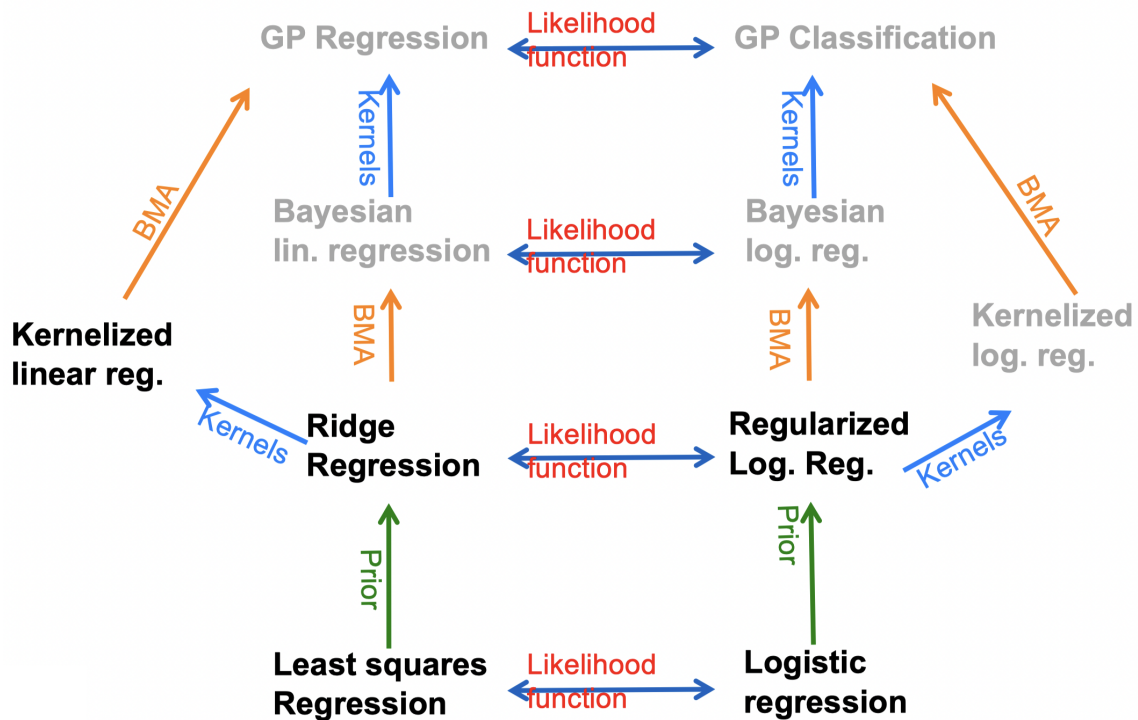 GP Regression
Likelihood
function
GP Classification
Kernels
Kernels
BMA
BMA
Bayesian
lin. regression
Likelihood
function
Bayesian
log. reg.
Kernelized
linear reg.
BMA
BMA
Kernelized
log. reg.
Kernels
Ridge
Regression
Likelihood
function
Regularized
Log. Reg.
Kernels
Prior
Prior
Least squares
Regression
Likelihood
function
Logistic
regression